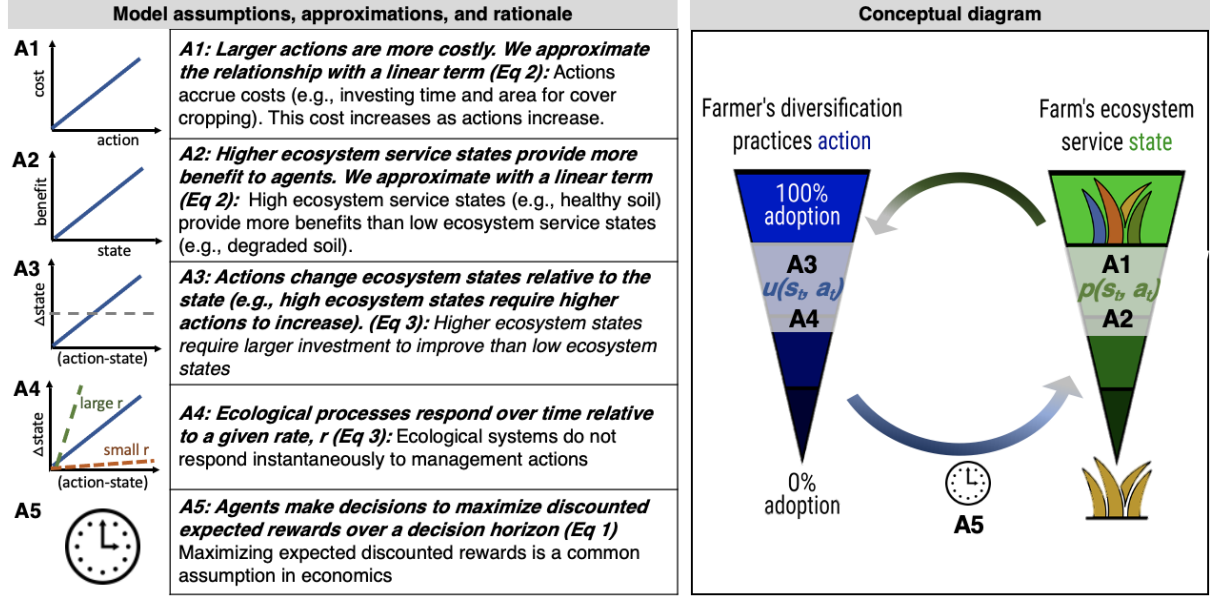 Model assumptions, approximations, and rationale
A1
cost
action
A1: Larger actions are more costly. We approximate
the relationship with a linear term (Eq 2): Actions
accrue costs (e.g., investing time and area for cover
cropping). This cost increases as actions increase.
A2
benefit
state
A2: Higher ecosystem service states provide more
benefit to agents. We approximate with a linear term
(Eq 2): High ecosystem service states (e.g., healthy soil)
provide more benefits than low ecosystem service states
(e.g., degraded soil).
A3
Δstate
(action-state)
A3: Actions change ecosystem states relative to the
state (e.g., high ecosystem states require higher
actions to increase). (Eq 3): Higher ecosystem states
require larger investment to improve than low ecosystem
states
A4
Δstate
large r
small r
(action-state)
A4: Ecological processes respond over time relative
to a given rate, r (Eq 3): Ecological systems do not
respond instantaneously to management actions
A5
A5: Agents make decisions to maximize discounted
expected rewards over a decision horizon (Eq 1)
Maximizing expected discounted rewards is a common
assumption in economics
Conceptual diagram
Farmer's diversification
practices action
100%
adoption
A3
u(sₜ, aₜ)
A4
0%
adoption
Farm's ecosystem
service state
A1
p(sₜ, aₜ)
A2
A5